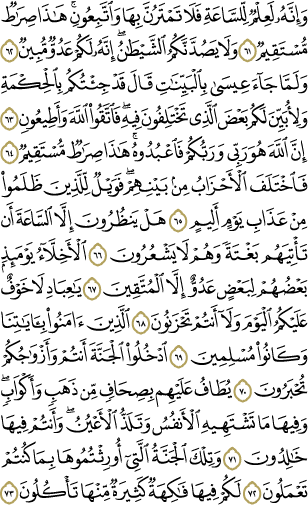 وَإِنَّهُۥ لَعِلۡمٞ لِّلسَّاعَةِ فَلَا تَمۡتَرُنَّ بِهَا وَٱتَّبِعُونِۚ هَٰذَا صِرَٰطٞ
مُّسۡتَقِيمٞ ٦١ وَلَا يَصُدَّنَّكُمُ ٱلشَّيۡطَٰنُۖ إِنَّهُۥ لَكُمۡ عَدُوّٞ مُّبِينٞ ٦٢
وَلَمَّا جَآءَ عِيسَىٰ بِٱلۡبَيِّنَٰتِ قَالَ قَدۡ جِئۡتُكُم بِٱلۡحِكۡمَةِ
وَلِأُبَيِّنَ لَكُم بَعۡضَ ٱلَّذِي تَخۡتَلِفُونَ فِيهِۖ فَٱتَّقُواْ ٱللَّهَ وَأَطِيعُونِ ٦٣
إِنَّ ٱللَّهَ هُوَ رَبِّي وَرَبُّكُمۡ فَٱعۡبُدُوهُۚ هَٰذَا صِرَٰطٞ مُّسۡتَقِيمٞ ٦٤
فَٱخۡتَلَفَ ٱلۡأَحۡزَابُ مِنۢ بَيۡنِهِمۡۖ فَوَيۡلٞ لِّلَّذِينَ ظَلَمُواْ
مِنۡ عَذَابِ يَوۡمٍ أَلِيمٍ ٦٥ هَلۡ يَنظُرُونَ إِلَّا ٱلسَّاعَةَ أَن
تَأۡتِيَهُم بَغۡتَةٗ وَهُمۡ لَا يَشۡعُرُونَ ٦٦ ٱلۡأَخِلَّآءُ يَوۡمَئِذِۭ
بَعۡضُهُمۡ لِبَعۡضٍ عَدُوٌّ إِلَّا ٱلۡمُتَّقِينَ ٦٧ يَٰعِبَادِ لَا خَوۡفٌ
عَلَيۡكُمُ ٱلۡيَوۡمَ وَلَآ أَنتُمۡ تَحۡزَنُونَ ٦٨ ٱلَّذِينَ ءَامَنُواْ بِـَٔايَٰتِنَا
وَكَانُواْ مُسۡلِمِينَ ٦٩ ٱدۡخُلُواْ ٱلۡجَنَّةَ أَنتُمۡ وَأَزۡوَٰجُكُمۡ
تُحۡبَرُونَ ٧٠ يُطَافُ عَلَيۡهِم بِصِحَافٖ مِّن ذَهَبٖ وَأَكۡوَابٖۖ
وَفِيهَا مَا تَشۡتَهِيهِ ٱلۡأَنفُسُ وَتَلَذُّ ٱلۡأَعۡيُنُۖ وَأَنتُمۡ فِيهَا
خَٰلِدُونَ ٧١ وَتِلۡكَ ٱلۡجَنَّةُ ٱلَّتِيٓ أُورِثۡتُمُوهَا بِمَا كُنتُمۡ
تَعۡمَلُونَ ٧٢ لَكُمۡ فِيهَا فَٰكِهَةٞ كَثِيرَةٞ مِّنۡهَا تَأۡكُلُونَ ٧٣